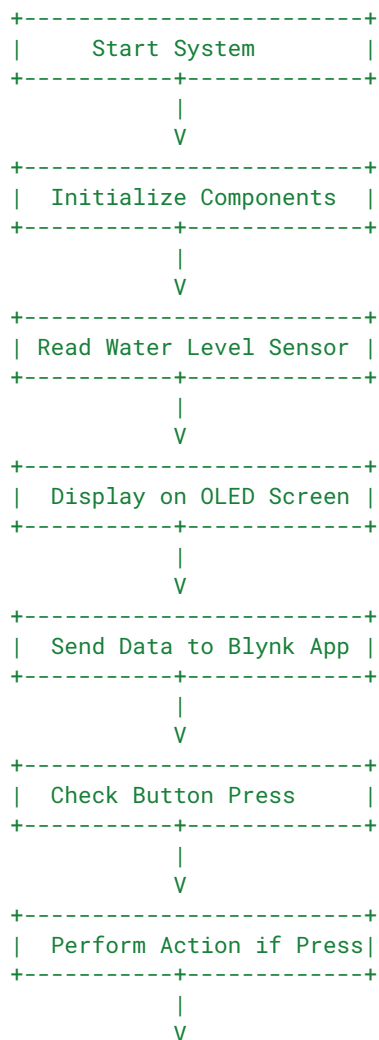 +-------------------------+
|     Start System        |
+-----------+-------------+
            |
            V
+-------------------------+
|  Initialize Components  |
+-----------+-------------+
            |
            V
+-------------------------+
| Read Water Level Sensor |
+-----------+-------------+
            |
            V
+-------------------------+
|  Display on OLED Screen |
+-----------+-------------+
            |
            V
+-------------------------+
|  Send Data to Blynk App |
+-----------+-------------+
            |
            V
+-------------------------+
|  Check Button Press     |
+-----------+-------------+
            |
            V
+-------------------------+
|  Perform Action if Press|
+-----------+-------------+
            |
            V